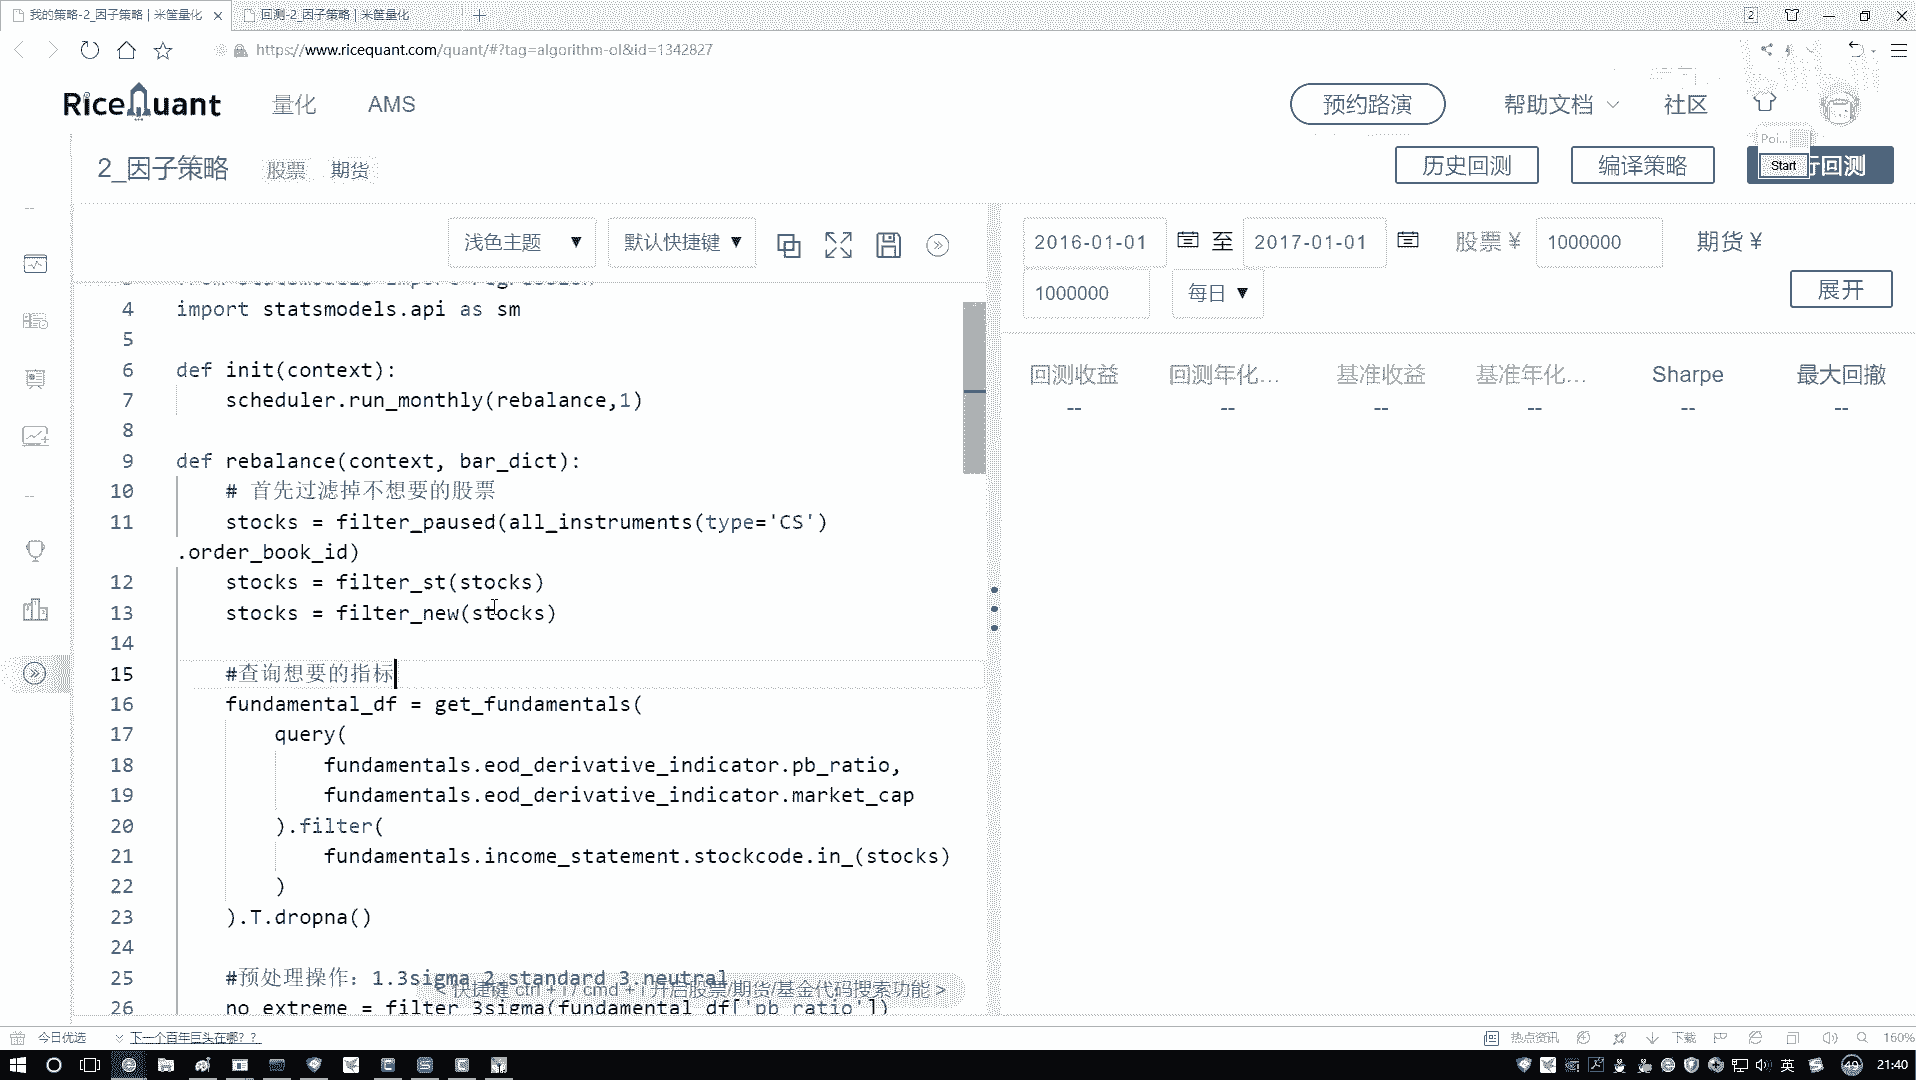 我的策略-2_因子策略 | 米筐量化
回测-2_因子策略 | 米筐量化
2
https://www.ricequant.com/quant/#?tag=algorithm-ol&id=1342827
RiceQuant 量化 AMS 预约路演 帮助文档 社区
2_因子策略 股票 期货 历史回测 编译策略 行回测
Poi...
Start
浅色主题 ▼ 默认快捷键 ▼
2016-01-01 至 2017-01-01 股票 ¥ 1000000 期货 ¥
1000000 每日 ▼ 展开
回测收益 回测年化... 基准收益 基准年化... Sharpe 最大回撤
-- -- -- -- -- --
4 import statsmodels.api as sm
5
6 def init(context):
7 scheduler.run_monthly(rebalance,1)
8
9 def rebalance(context, bar_dict):
10 # 首先过滤掉不想要的股票
11 stocks = filter_paused(all_instruments(type='CS')
.order_book_id)
12 stocks = filter_st(stocks)
13 stocks = filter_new(stocks)
14
15 #查询想要的指标
16 fundamental_df = get_fundamentals(
17 query(
18 fundamentals.eod_derivative_indicator.pb_ratio,
19 fundamentals.eod_derivative_indicator.market_cap
20 ).filter(
21 fundamentals.income_statement.stockcode.in_(stocks)
22 )
23 ).T.dropna()
24
25 #预处理操作：1.3sigma 2.standard 3.neutral
26 no_extreme = filter_3sigma(fundamental_df['pb_ratio'])
< 快捷键 ctrl + i / cmd + i 开启股票/期货/基金代码搜索功能 >
今日优选 下一个百年巨头在哪？？ 热点资讯 下载 160%
英 49 21:40